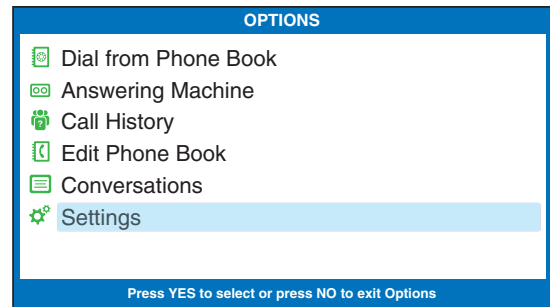 OPTIONS
Dial from Phone Book
Answering Machine
Call History
Edit Phone Book
Conversations
Settings
Press YES to select or press NO to exit Options